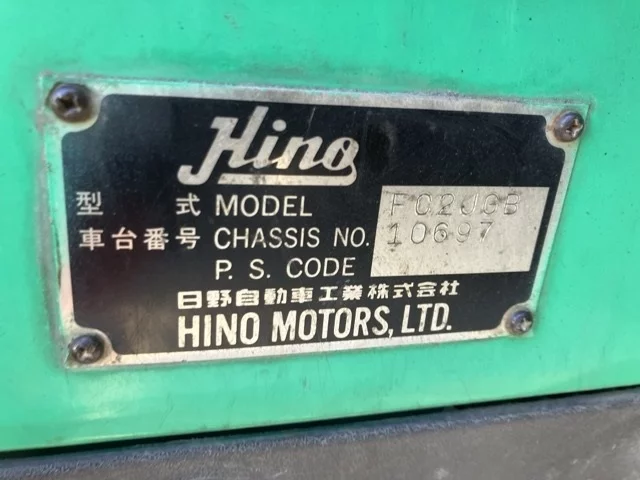 Hino
型 式 MODEL FC2JCB
車台番号 CHASSIS NO. 10697
P. S. CODE
日野自動車工業株式会社
HINO MOTORS, LTD.